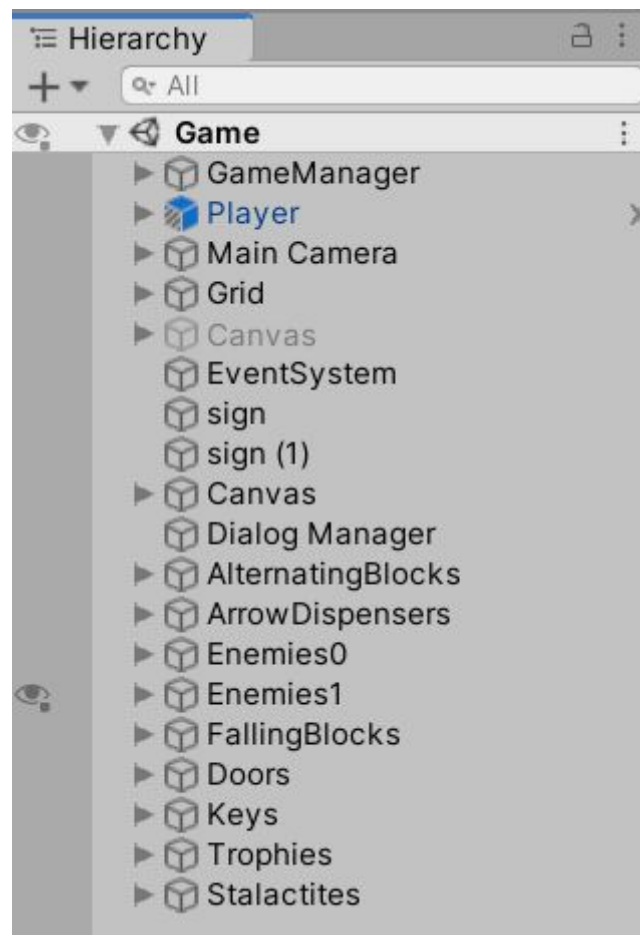 Hierarchy
All
Game
GameManager
Player
Main Camera
Grid
Canvas
EventSystem
sign
sign (1)
Canvas
Dialog Manager
AlternatingBlocks
ArrowDispensers
Enemies0
Enemies1
FallingBlocks
Doors
Keys
Trophies
Stalactites